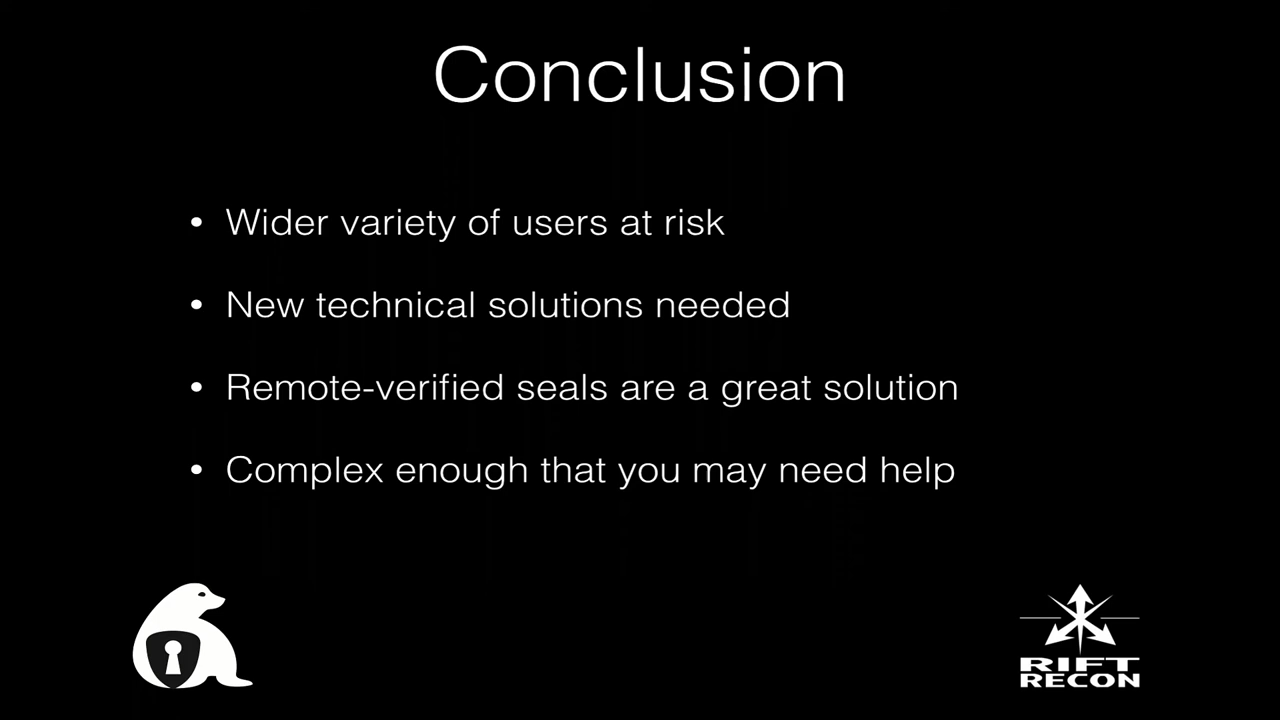 Conclusion
• Wider variety of users at risk
• New technical solutions needed
• Remote-verified seals are a great solution
• Complex enough that you may need help
RIFT
RECON